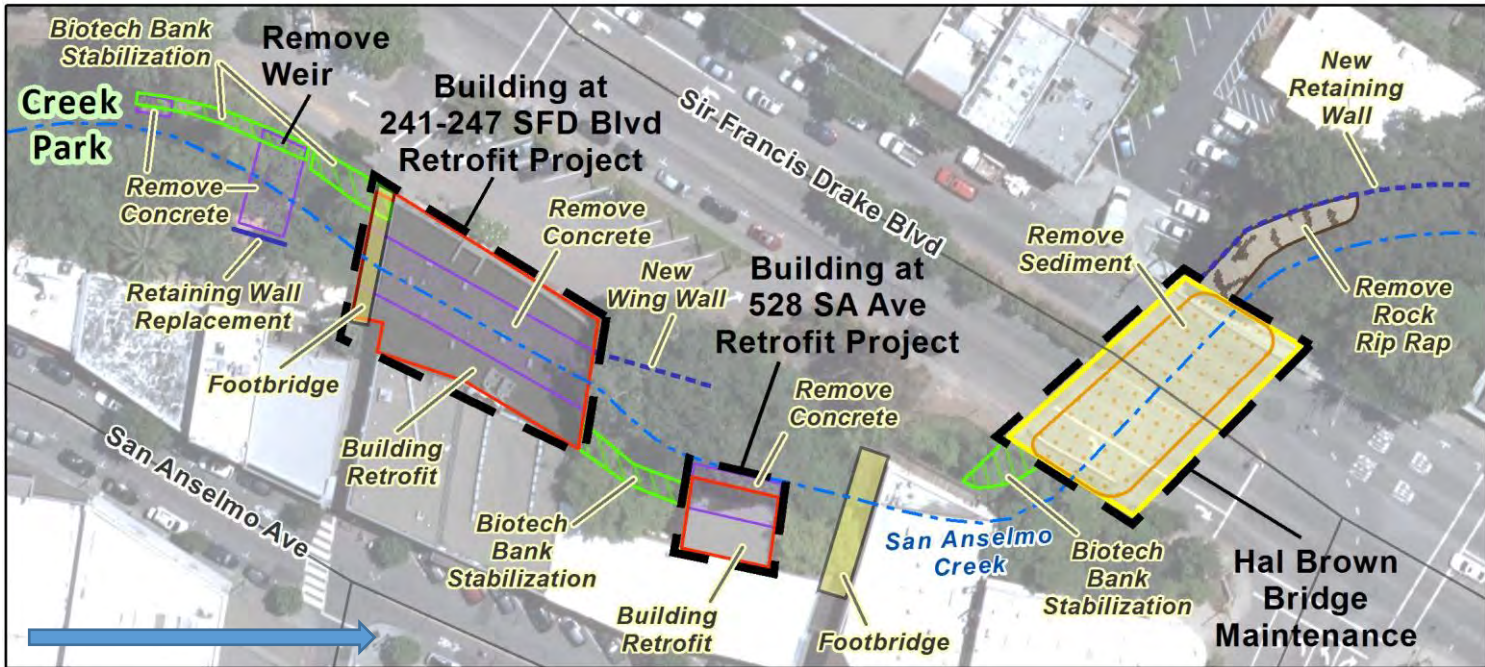 Biotech Bank
Stabilization
Remove
Weir
Creek
Park
Building at
241-247 SFD Blvd
Retrofit Project
Sir Francis Drake Blvd
New
Retaining
Wall
Remove
Concrete
Remove
Concrete
Remove
Sediment
New
Wing Wall
Building at
528 SA Ave
Retrofit Project
Retaining Wall
Replacement
Remove
Rock
Rip Rap
Footbridge
Remove
Concrete
Building
Retrofit
San Anselmo Ave
Biotech
Bank
Stabilization
San Anselmo
Creek
Biotech
Bank
Stabilization
Hal Brown
Bridge
Maintenance
Building
Retrofit
Footbridge